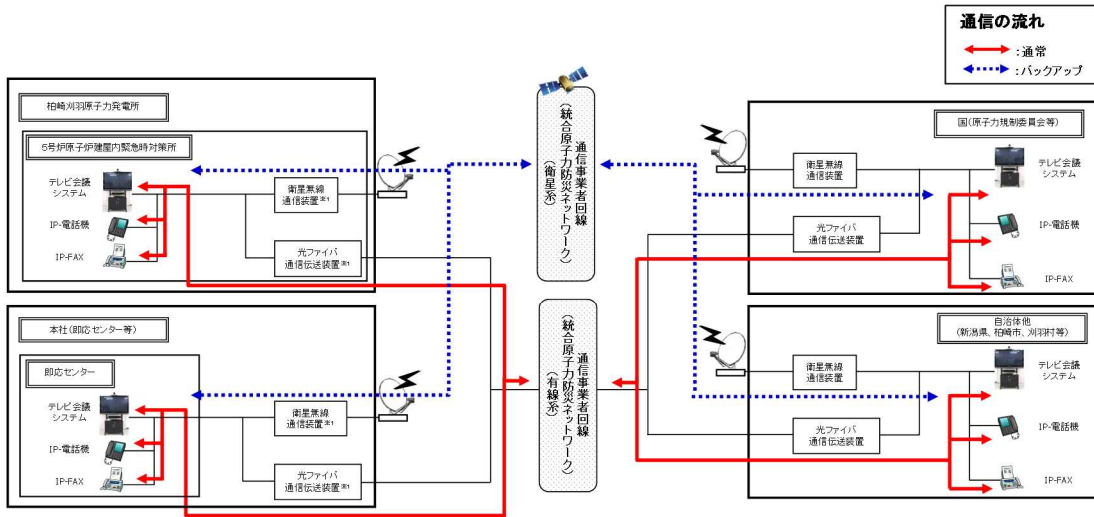 通信の流れ
:通常
:バックアップ
柏崎刈羽原子力発電所
5号炉原子炉建屋内緊急時対策所
テレビ会議
システム
IP-電話機
IP-FAX
衛星無線
通信装置※1
光ファイバ
通信伝送装置※1
本社(即応センター等)
即応センター
テレビ会議
システム
IP-電話機
IP-FAX
衛星無線
通信装置※1
光ファイバ
通信伝送装置※1
通信事業者回線
(統合原子力防災ネットワーク)
(衛星系)
通信事業者回線
(統合原子力防災ネットワーク)
(有線系)
国(原子力規制委員会等)
衛星無線
通信装置
光ファイバ
通信伝送装置
テレビ会議
システム
IP-電話機
IP-FAX
自治体他
(新潟県、柏崎市、刈羽村等)
衛星無線
通信装置
光ファイバ
通信伝送装置
テレビ会議
システム
IP-電話機
IP-FAX